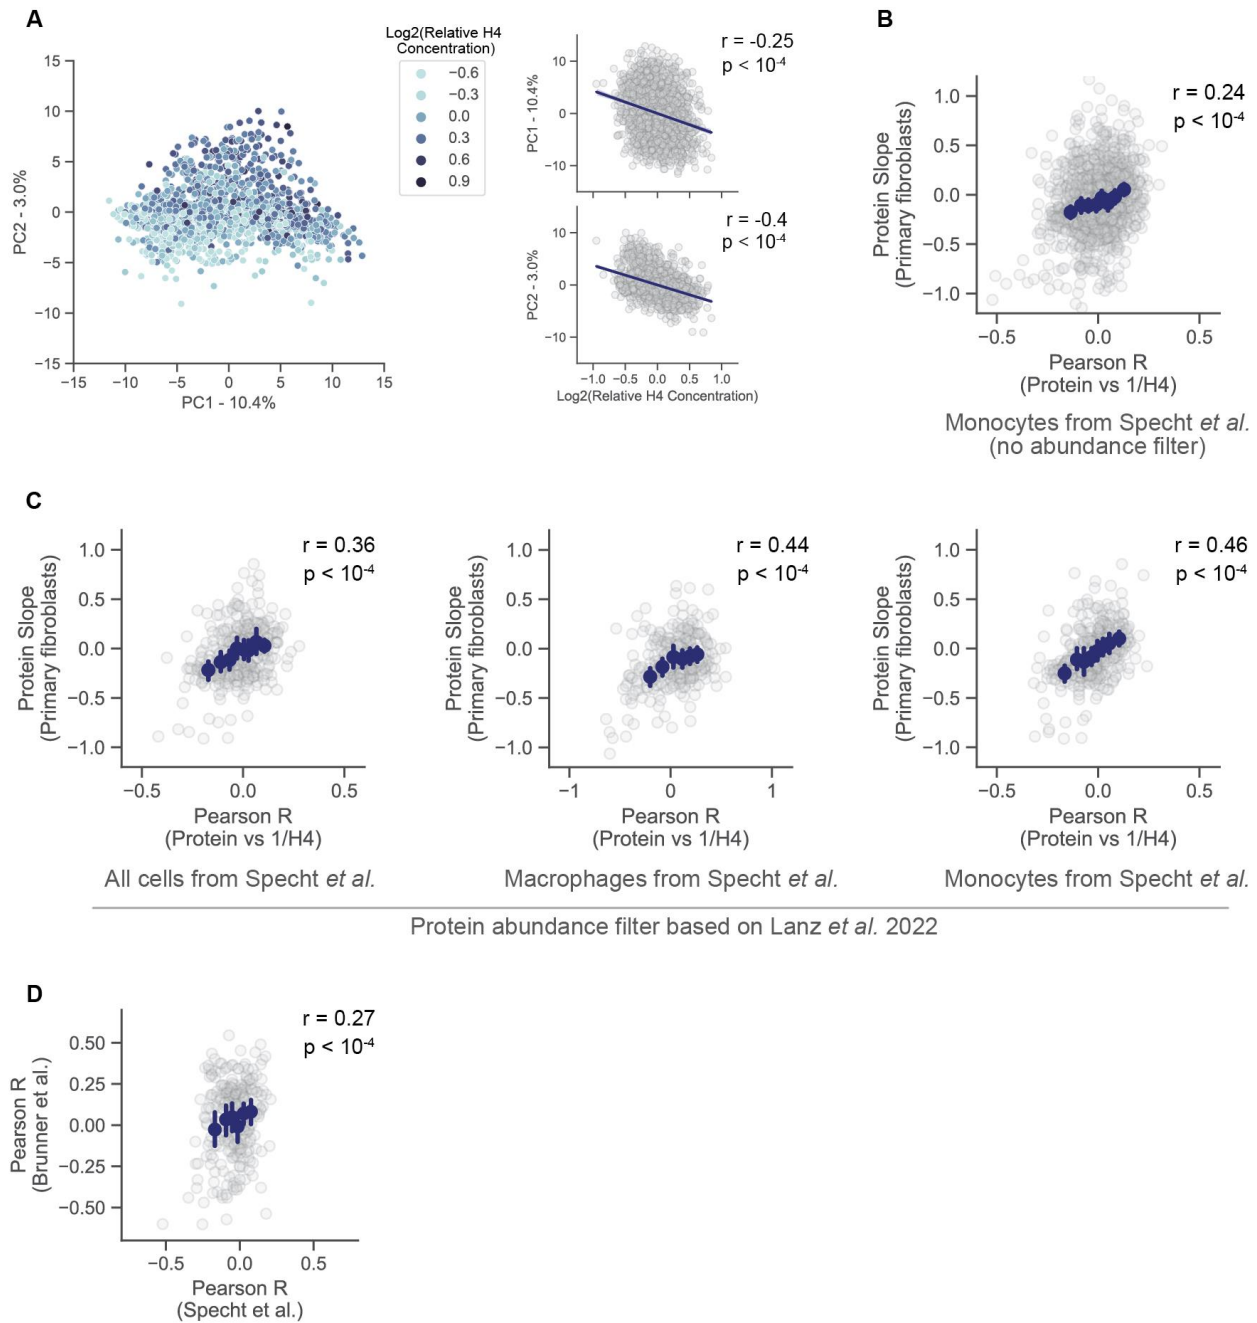 A
Log2(Relative H4
Concentration)
−0.6
−0.3
0.0
0.3
0.6
0.9
15
10
5
0
−5
−10
−15
PC2 - 3.0%
−15
−10
−5
0
5
10
15
PC1 - 10.4%
r = -0.25
p < 10-4
10
0
−10
PC1 - 10.4%
r = -0.4
p < 10-4
10
0
−10
PC2 - 3.0%
−1.0
−0.5
0.0
0.5
1.0
Log2(Relative H4 Concentration)
B
r = 0.24
p < 10-4
1.0
0.5
0.0
−0.5
−1.0
Protein Slope
(Primary fibroblasts)
−0.5
0.0
0.5
Pearson R
(Protein vs 1/H4)
Monocytes from Specht et al.
(no abundance filter)
C
r = 0.36
p < 10-4
1.0
0.5
0.0
−0.5
−1.0
Protein Slope
(Primary fibroblasts)
−0.5
0.0
0.5
Pearson R
(Protein vs 1/H4)
All cells from Specht et al.
r = 0.44
p < 10-4
1.0
0.5
0.0
−0.5
−1.0
Protein Slope
(Primary fibroblasts)
−1
0
1
Pearson R
(Protein vs 1/H4)
Macrophages from Specht et al.
r = 0.46
p < 10-4
1.0
0.5
0.0
−0.5
−1.0
Protein Slope
(Primary fibroblasts)
−0.5
0.0
0.5
Pearson R
(Protein vs 1/H4)
Monocytes from Specht et al.
Protein abundance filter based on Lanz et al. 2022
D
r = 0.27
p < 10-4
0.50
0.25
0.00
−0.25
−0.50
Pearson R
(Brunner et al.)
−0.5
0.0
0.5
Pearson R
(Specht et al.)